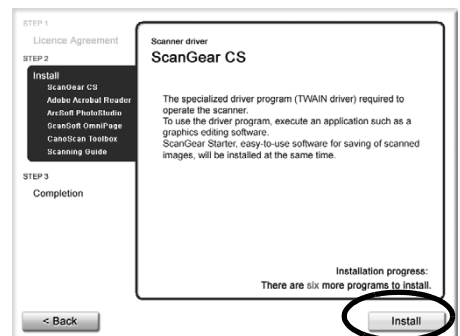 STEP 1
Licence Agreement
STEP 2
Install
ScanGear CS
Adobe Acrobat Reader
ArcSoft PhotoStudio
ScanSoft OmniPage
CanoScan Toolbox
Scanning Guide
STEP 3
Completion
Scanner driver
ScanGear CS
The specialized driver program (TWAIN driver) required to
operate the scanner.
To use the driver program, execute an application such as a
graphics editing software.
ScanGear Starter, easy-to-use software for saving of scanned
images, will be installed at the same time.
Installation progress:
There are six more programs to install.
< Back
Install